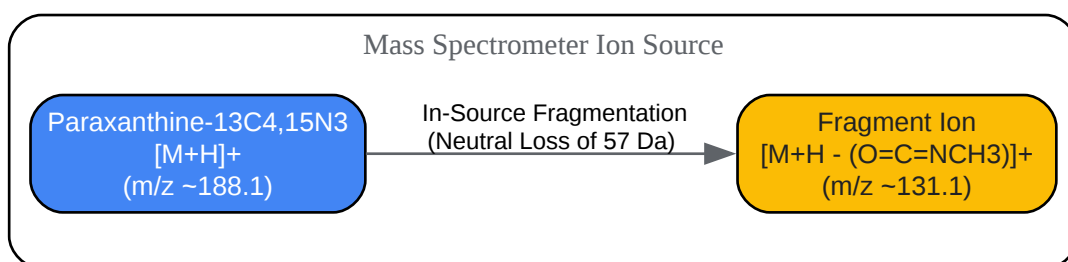 Mass Spectrometer Ion Source
Paraxanthine-13C4,15N3
[M+H]+
(m/z ~188.1)
In-Source Fragmentation
(Neutral Loss of 57 Da)
Fragment Ion
[M+H - (O=C=NCH3)]+
(m/z ~131.1)